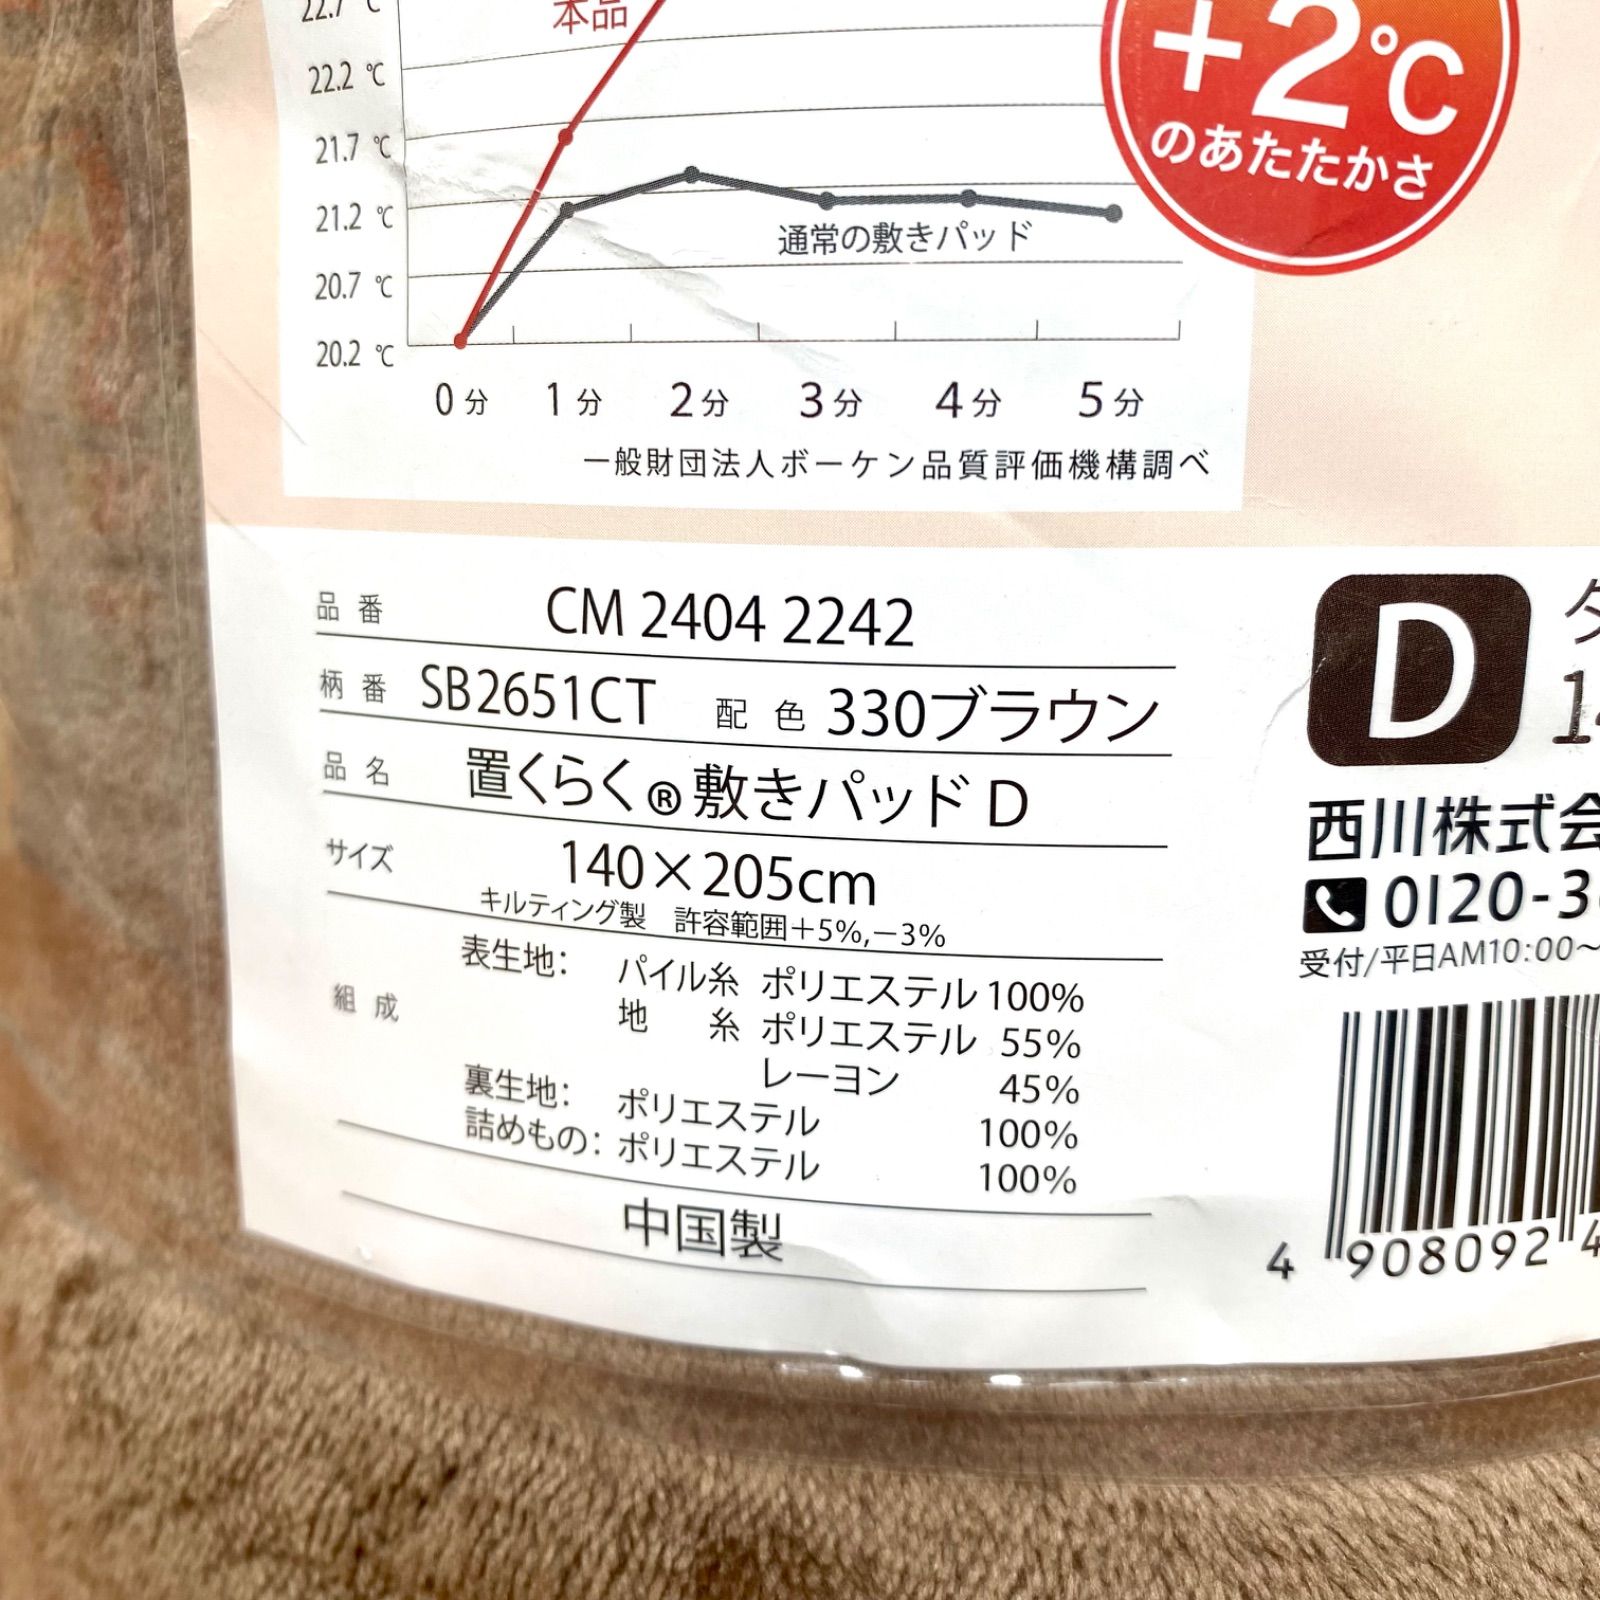 22.7 ℃
本品
+2℃
のあたたかさ
22.2 ℃
21.7 ℃
21.2 ℃
通常の敷きパッド
20.7 ℃
20.2 ℃
0分 1分 2分 3分 4分 5分
一般財団法人ボーケン品質評価機構調べ
品番 CM 2404 2242
柄番 SB2651CT 配色 330ブラウン
品名 置くらく®敷きパッド D
サイズ 140×205cm
キルティング製 許容範囲+5%,−3%
組成 表生地: パイル糸 ポリエステル 100%
地糸 ポリエステル 55%
レーヨン 45%
裏生地: ポリエステル 100%
詰めもの: ポリエステル 100%
中国製
D
西川株式会
0120-3
受付/平日AM10:00～
4 908092 4